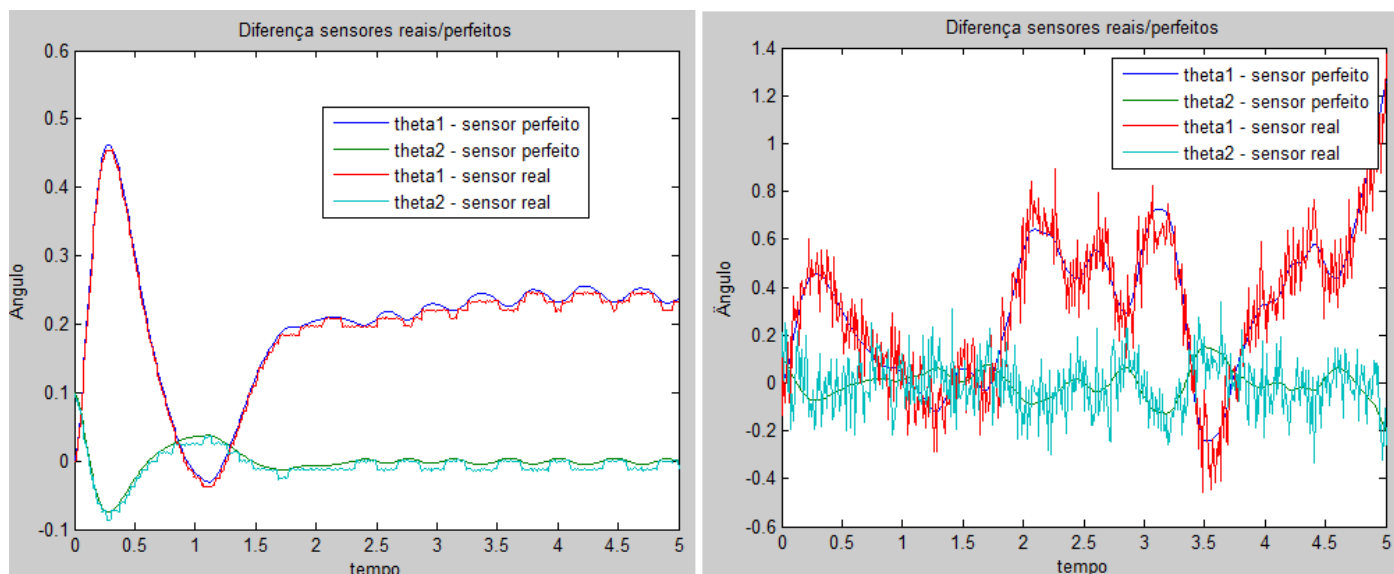 Diferença sensores reais/perfeitos
0.6
0.5
0.4
0.3
0.2
0.1
0
-0.1
Ângulo
theta1 - sensor perfeito
theta2 - sensor perfeito
theta1 - sensor real
theta2 - sensor real
0 0.5 1 1.5 2 2.5 3 3.5 4 4.5 5
tempo
Diferença sensores reais/perfeitos
1.4
1.2
1
0.8
0.6
0.4
0.2
0
-0.2
-0.4
-0.6
Ângulo
theta1 - sensor perfeito
theta2 - sensor perfeito
theta1 - sensor real
theta2 - sensor real
0 0.5 1 1.5 2 2.5 3 3.5 4 4.5 5
tempo